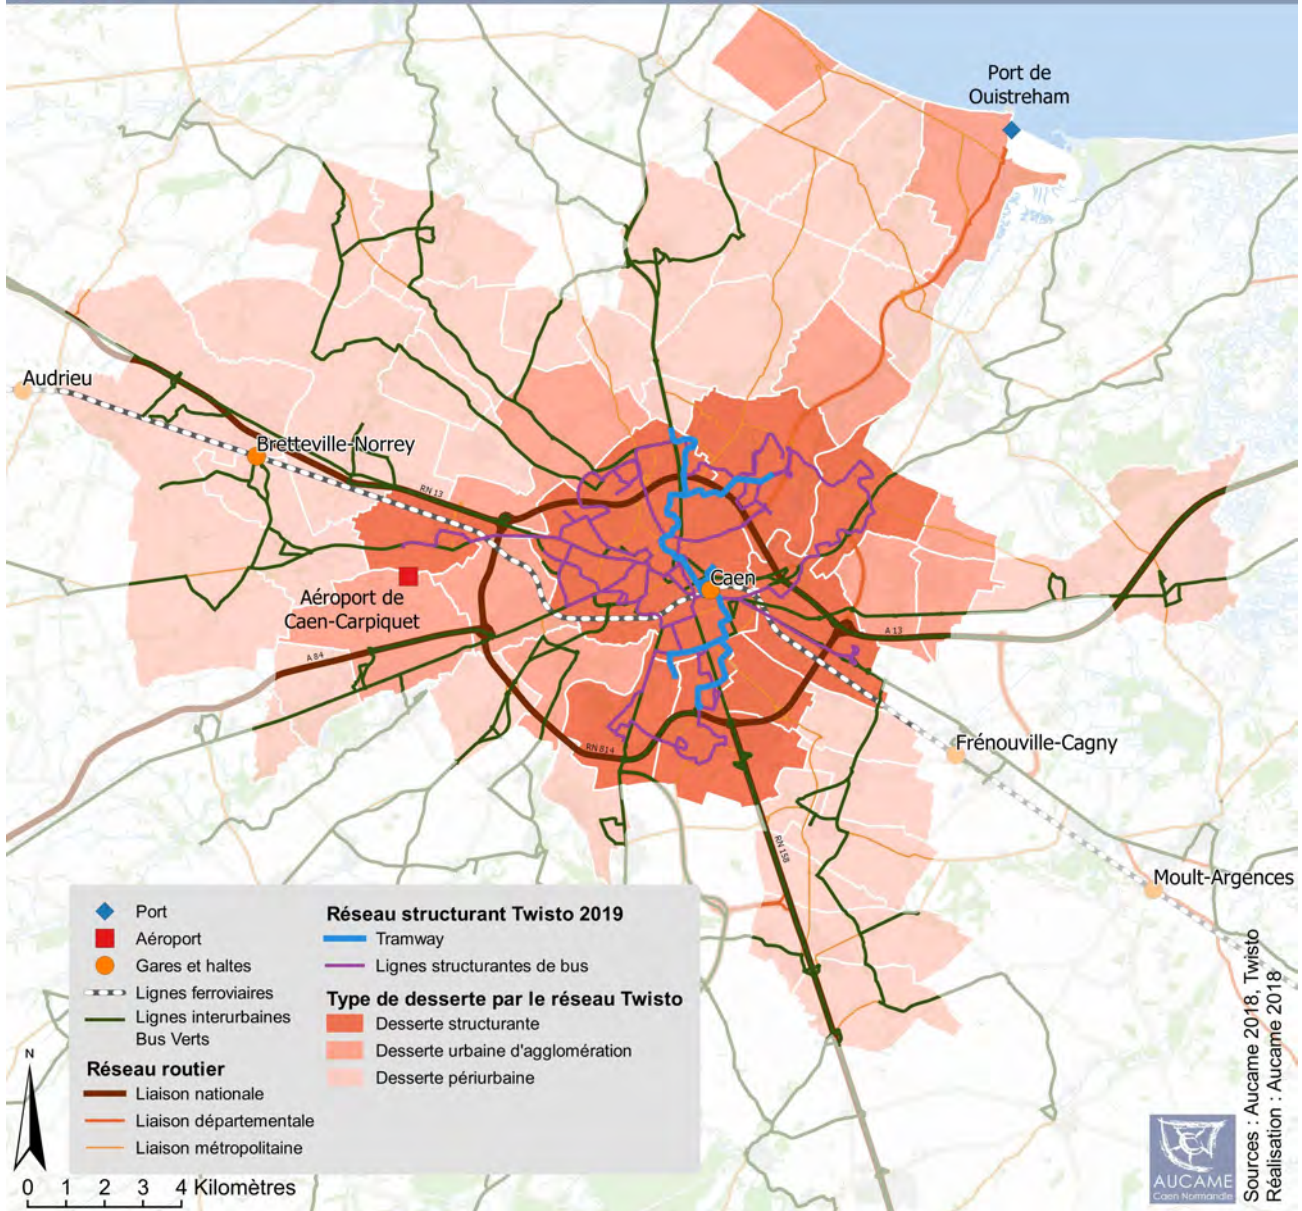 Port de
Ouistreham
Audrieu
Bretteville-Norrey
RN 13
Caen
Aéroport de
Caen-Carpiquet
A 84
A 13
RN 814
Frénouville-Cagny
RN 158
Moult-Argences
Port
Aéroport
Gares et haltes
Lignes ferroviaires
Lignes interurbaines
Bus Verts
Réseau routier
Liaison nationale
Liaison départementale
Liaison métropolitaine
Réseau structurant Twisto 2019
Tramway
Lignes structurantes de bus
Type de desserte par le réseau Twisto
Desserte structurante
Desserte urbaine d'agglomération
Desserte périurbaine
N
0 1 2 3 4 Kilomètres
AUCAME
Caen Normandie
Sources : Aucame 2018, Twisto
Réalisation : Aucame 2018